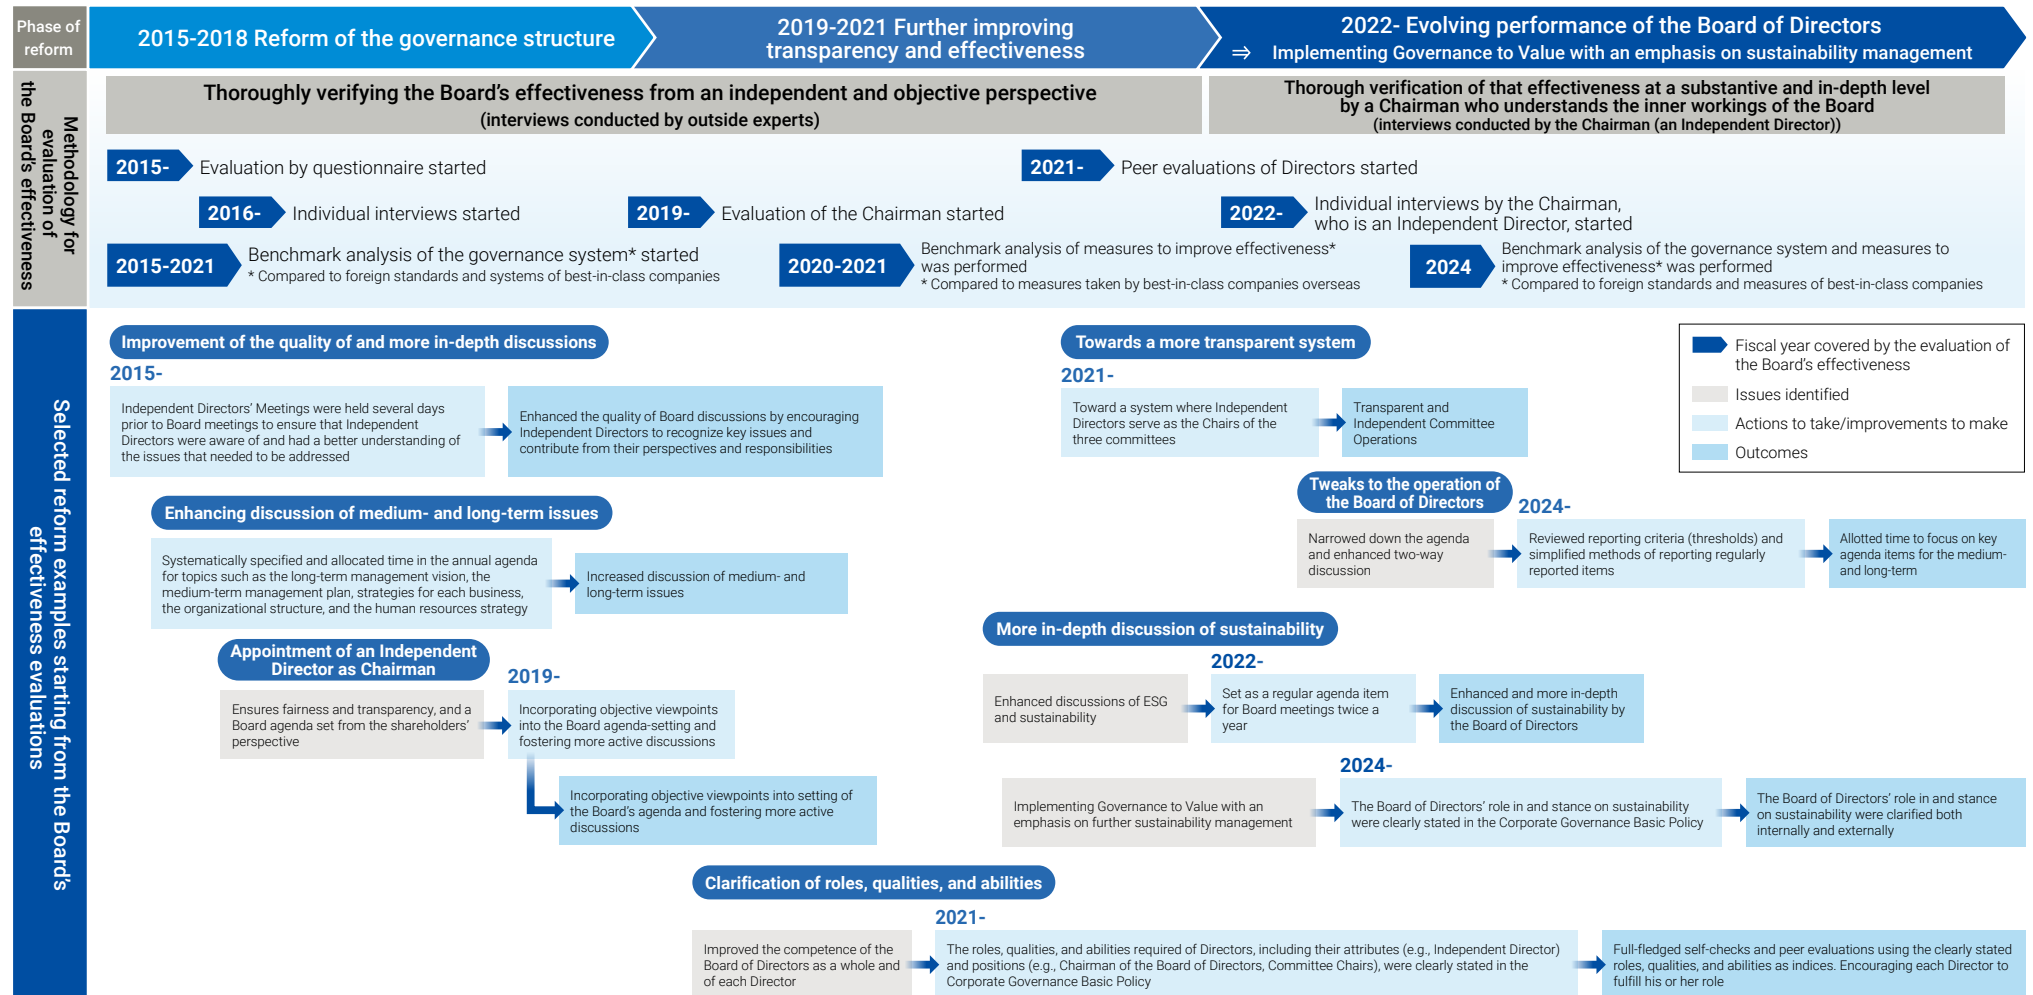 Phase of
reform
2015-2018 Reform of the governance structure
2019-2021 Further improving
transparency and effectiveness
2022- Evolving performance of the Board of Directors
⇒ Implementing Governance to Value with an emphasis on sustainability management
Methodology for
evaluation of
the Board's effectiveness
Thoroughly verifying the Board's effectiveness from an independent and objective perspective
(interviews conducted by outside experts)
Thorough verification of that effectiveness at a substantive and in-depth level
by a Chairman who understands the inner workings of the Board
(interviews conducted by the Chairman (an Independent Director))
2015- Evaluation by questionnaire started
2021- Peer evaluations of Directors started
2016- Individual interviews started
2019- Evaluation of the Chairman started
2022- Individual interviews by the Chairman,
who is an Independent Director, started
2015-2021 Benchmark analysis of the governance system* started
* Compared to foreign standards and systems of best-in-class companies
2020-2021 Benchmark analysis of measures to improve effectiveness*
was performed
* Compared to measures taken by best-in-class companies overseas
2024 Benchmark analysis of the governance system and measures to
improve effectiveness* was performed
* Compared to foreign standards and measures of best-in-class companies
Selected reform examples starting from the Board's
effectiveness evaluations
Improvement of the quality of and more in-depth discussions
2015-
Independent Directors' Meetings were held several days
prior to Board meetings to ensure that Independent
Directors were aware of and had a better understanding of
the issues that needed to be addressed
Enhanced the quality of Board discussions by encouraging
Independent Directors to recognize key issues and
contribute from their perspectives and responsibilities
Enhancing discussion of medium- and long-term issues
Systematically specified and allocated time in the annual agenda
for topics such as the long-term management vision, the
medium-term management plan, strategies for each business,
the organizational structure, and the human resources strategy
Increased discussion of medium- and
long-term issues
Appointment of an Independent
Director as Chairman
2019-
Ensures fairness and transparency, and a
Board agenda set from the shareholders'
perspective
Incorporating objective viewpoints
into the Board agenda-setting and
fostering more active discussions
Incorporating objective viewpoints into setting of
the Board's agenda and fostering more active
discussions
Towards a more transparent system
2021-
Toward a system where Independent
Directors serve as the Chairs of the
three committees
Transparent and
Independent Committee
Operations
Fiscal year covered by the evaluation of
the Board's effectiveness
Issues identified
Actions to take/improvements to make
Outcomes
Tweaks to the operation of
the Board of Directors
2024-
Narrowed down the agenda
and enhanced two-way
discussion
Reviewed reporting criteria (thresholds) and
simplified methods of reporting regularly
reported items
Allotted time to focus on key
agenda items for the medium-
and long-term
More in-depth discussion of sustainability
2022-
Enhanced discussions of ESG
and sustainability
Set as a regular agenda item
for Board meetings twice a
year
Enhanced and more in-depth
discussion of sustainability by
the Board of Directors
2024-
Implementing Governance to Value with an
emphasis on further sustainability management
The Board of Directors' role in and stance on sustainability
were clearly stated in the Corporate Governance Basic Policy
The Board of Directors' role in and stance
on sustainability were clarified both
internally and externally
Clarification of roles, qualities, and abilities
2021-
Improved the competence of the
Board of Directors as a whole and
of each Director
The roles, qualities, and abilities required of Directors, including their attributes (e.g., Independent Director)
and positions (e.g., Chairman of the Board of Directors, Committee Chairs), were clearly stated in the
Corporate Governance Basic Policy
Full-fledged self-checks and peer evaluations using the clearly stated
roles, qualities, and abilities as indices. Encouraging each Director to
fulfill his or her role